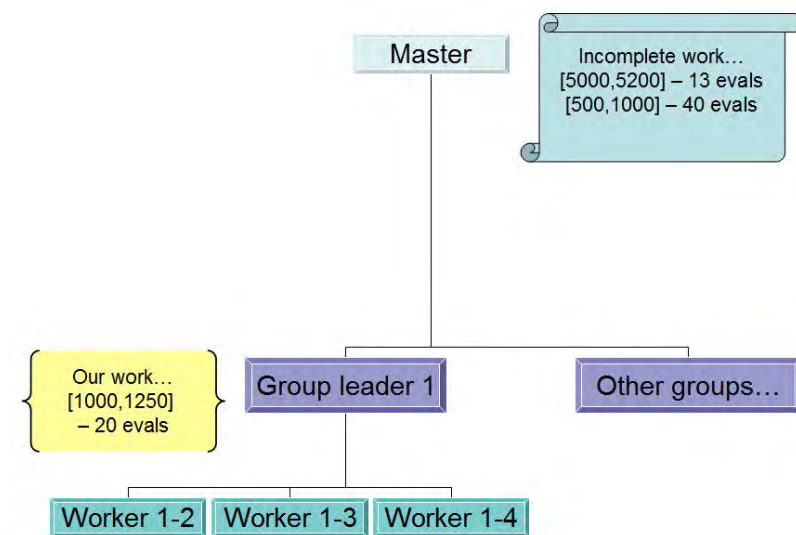 Master
Incomplete work…
[5000,5200] – 13 evals
[500,1000] – 40 evals
Our work…
[1000,1250]
– 20 evals
Group leader 1
Other groups…
Worker 1-2
Worker 1-3
Worker 1-4